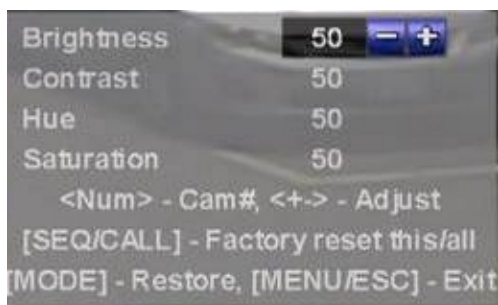 Brightness 50 - +
Contrast 50
Hue 50
Saturation 50
<Num> - Cam#, <+-> - Adjust
[SEQ/CALL] - Factory reset this/all
[MODE] - Restore, [MENU/ESC] - Exit